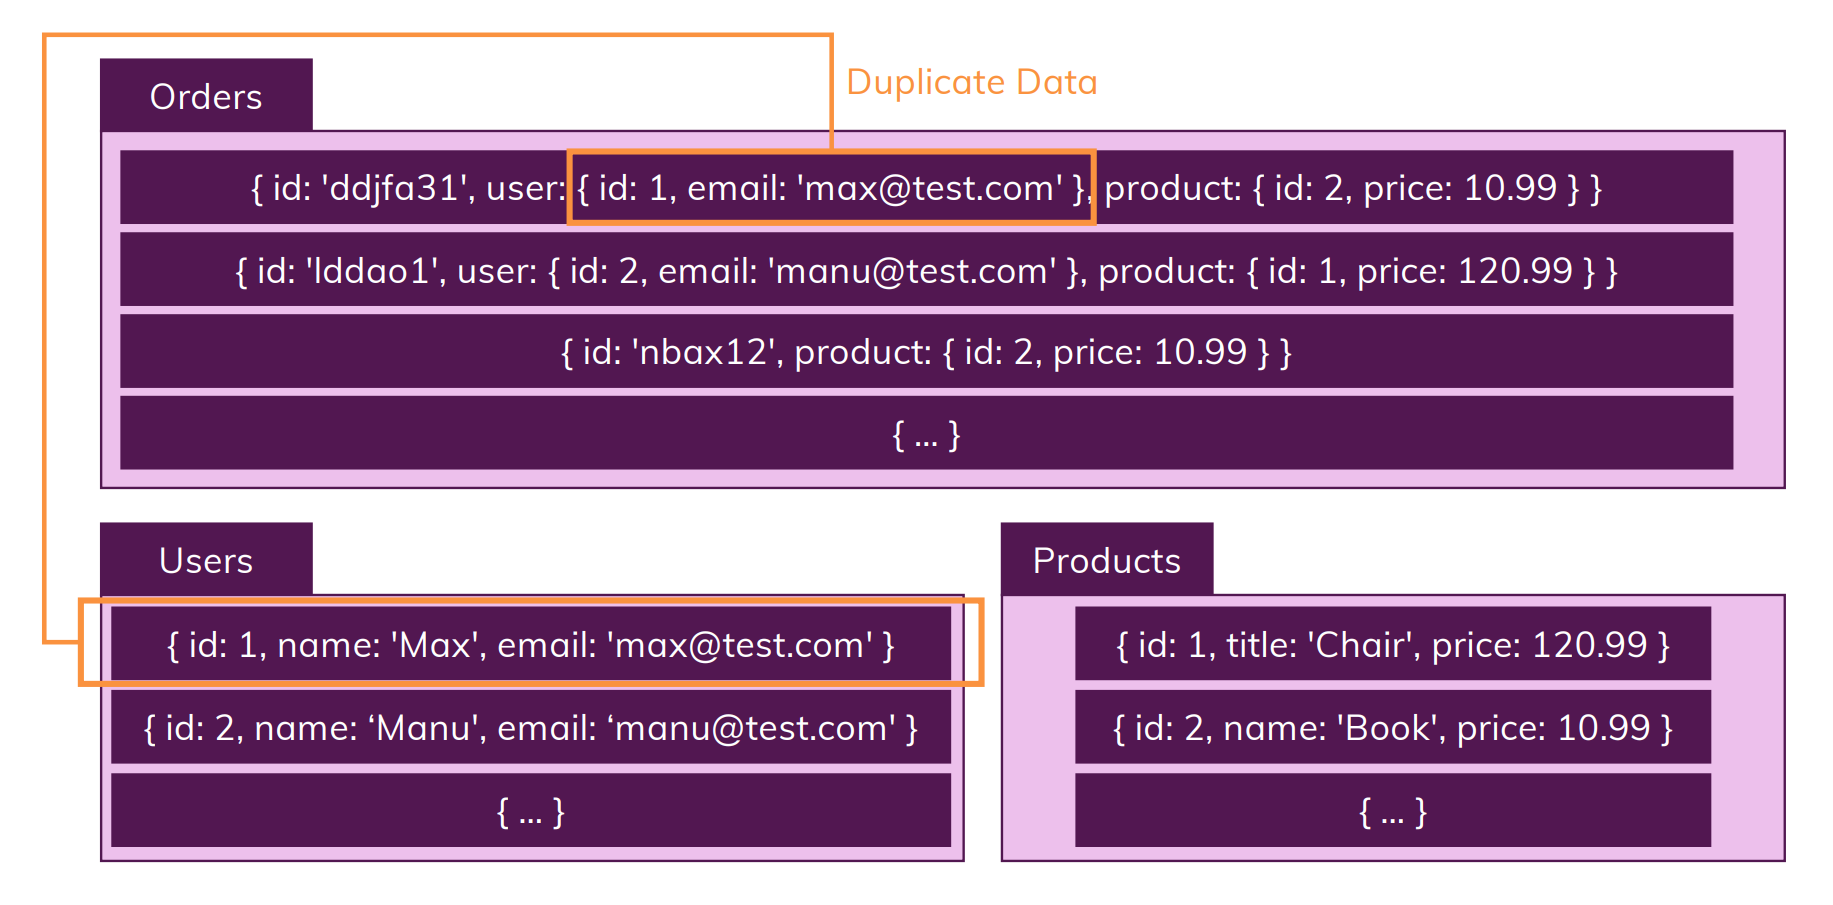 Duplicate Data
Orders
{ id: 'ddjfa31', user: { id: 1, email: 'max@test.com' }, product: { id: 2, price: 10.99 } }
{ id: 'lddao1', user: { id: 2, email: 'manu@test.com' }, product: { id: 1, price: 120.99 } }
{ id: 'nbax12', product: { id: 2, price: 10.99 } }
{ ... }
Users
{ id: 1, name: 'Max', email: 'max@test.com' }
{ id: 2, name: ‘Manu', email: ‘manu@test.com' }
{ ... }
Products
{ id: 1, title: 'Chair', price: 120.99 }
{ id: 2, name: 'Book', price: 10.99 }
{ ... }